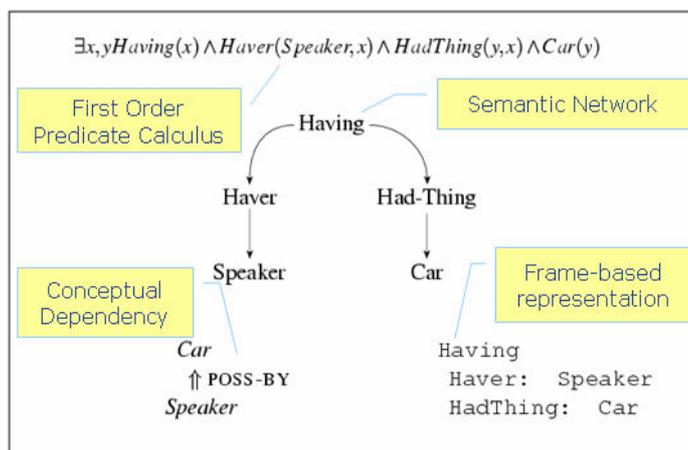 ∃x, yHaving(x) ∧ Haver(Speaker, x) ∧ HadThing(y, x) ∧ Car(y)
First Order
Predicate Calculus
Semantic Network
Having
Haver
Had-Thing
Speaker
Car
Conceptual
Dependency
Frame-based
representation
Car
⇑ POSS-BY
Speaker
Having
Haver: Speaker
HadThing: Car